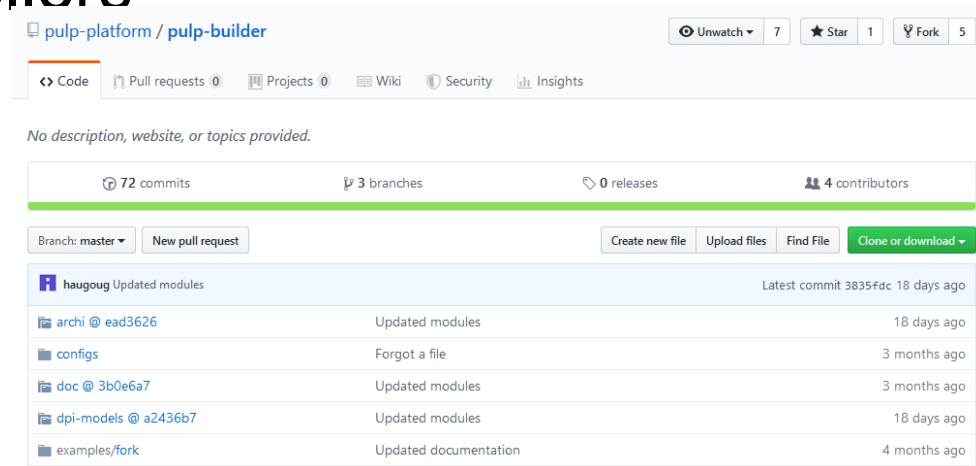 pulp-platform / pulp-builder
Unwatch 7 Star 1 Fork 5
Code Pull requests 0 Projects 0 Wiki Security Insights
No description, website, or topics provided.
72 commits 3 branches 0 releases 4 contributors
Branch: master New pull request Create new file Upload files Find File Clone or download
haugoug Updated modules Latest commit 3835fdc 18 days ago
archi @ ead3626 Updated modules 18 days ago
configs Forgot a file 3 months ago
doc @ 3b0e6a7 Updated modules 3 months ago
dpi-models @ a2436b7 Updated modules 18 days ago
examples/fork Updated documentation 4 months ago